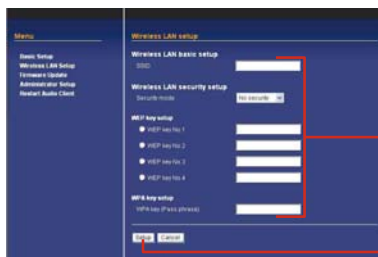 Menu
Basic Setup
Wireless LAN Setup
Firmware Update
Administrator Setup
Restart Audio Client
Wireless LAN setup
Wireless LAN basic setup
SSID
Wireless LAN security setup
Security mode
No security
WEP key setup
WEP key No.1
WEP key No.2
WEP key No.3
WEP key No.4
WPA key setup
WPA key (Pass phrase)
Setup Cancel